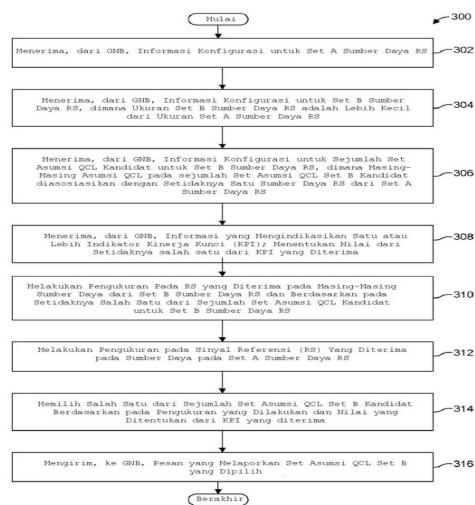 Mulai
300
Menerima, dari GNB, Informasi Konfigurasi untuk Set A Sumber Daya RS
302
Menerima, dari GNB, Informasi Konfigurasi untuk Set B Sumber
Daya RS, dimana Ukuran Set B Sumber Daya RS adalah Lebih Kecil
dari Ukuran Set A Sumber Daya RS
304
Menerima, dari GNB, Informasi Konfigurasi untuk Sejumlah Set
Asumsi QCL Kandidat untuk Set B Sumber Daya RS, dimana Masing-
Masing Asumsi QCL pada sejumlah Set Asumsi QCL Set B Kandidat
diasosiasikan dengan Setidaknya Satu Sumber Daya RS dari Set A
Sumber Daya RS
306
Menerima, dari GNB, Informasi yang Mengindikasikan Satu atau
Lebih Indikator Kinerja Kunci (KPI); Menentukan Nilai dari
Setidaknya salah satu dari KPI yang Diterima
308
Melakukan Pengukuran Pada RS yang Diterima pada Masing-Masing
Sumber Daya dari Set B Sumber Daya RS dan Berdasarkan pada
Setidaknya Salah Satu dari Sejumlah Set Asumsi QCL Kandidat
untuk Set B Sumber Daya RS
310
Melakukan Pengukuran pada Sinyal Referensi (RS) Yang Diterima
pada Sumber Daya pada Set A Sumber Daya RS
312
Memilih Salah Satu dari Sejumlah Set Asumsi QCL Set B Kandidat
Berdasarkan pada Pengukuran yang Dilakukan dan Nilai yang
Ditentukan dari KPI yang diterima
314
Mengirim, ke GNB, Pesan yang Melaporkan Set Asumsi QCL Set B
yang Dipilih
316
Berakhir